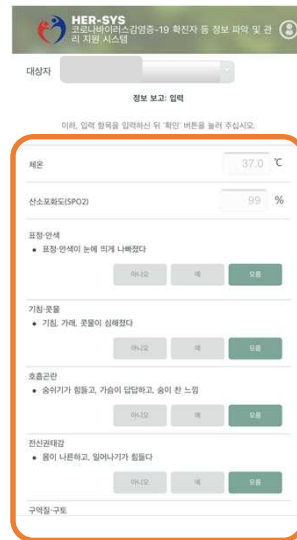 HER-SYS
코로나바이러스감염증-19 확진자 등 정보 파악 및 관
리 지원 시스템
대상자
정보 보고: 입력
이하, 입력 항목을 입력하신 뒤 '확인' 버튼을 눌러 주십시오.
체온 37.0 ℃
산소포화도(SPO2) 99 %
표정·안색
• 표정·안색이 눈에 띄게 나빠졌다
아니오 예 모름
기침·콧물
• 기침, 가래, 콧물이 심해졌다
아니오 예 모름
호흡곤란
• 숨쉬기가 힘들고, 가슴이 답답하고, 숨이 찬 느낌
아니오 예 모름
전신권태감
• 몸이 나른하고, 일어나기가 힘들다
아니오 예 모름
구역질·구토